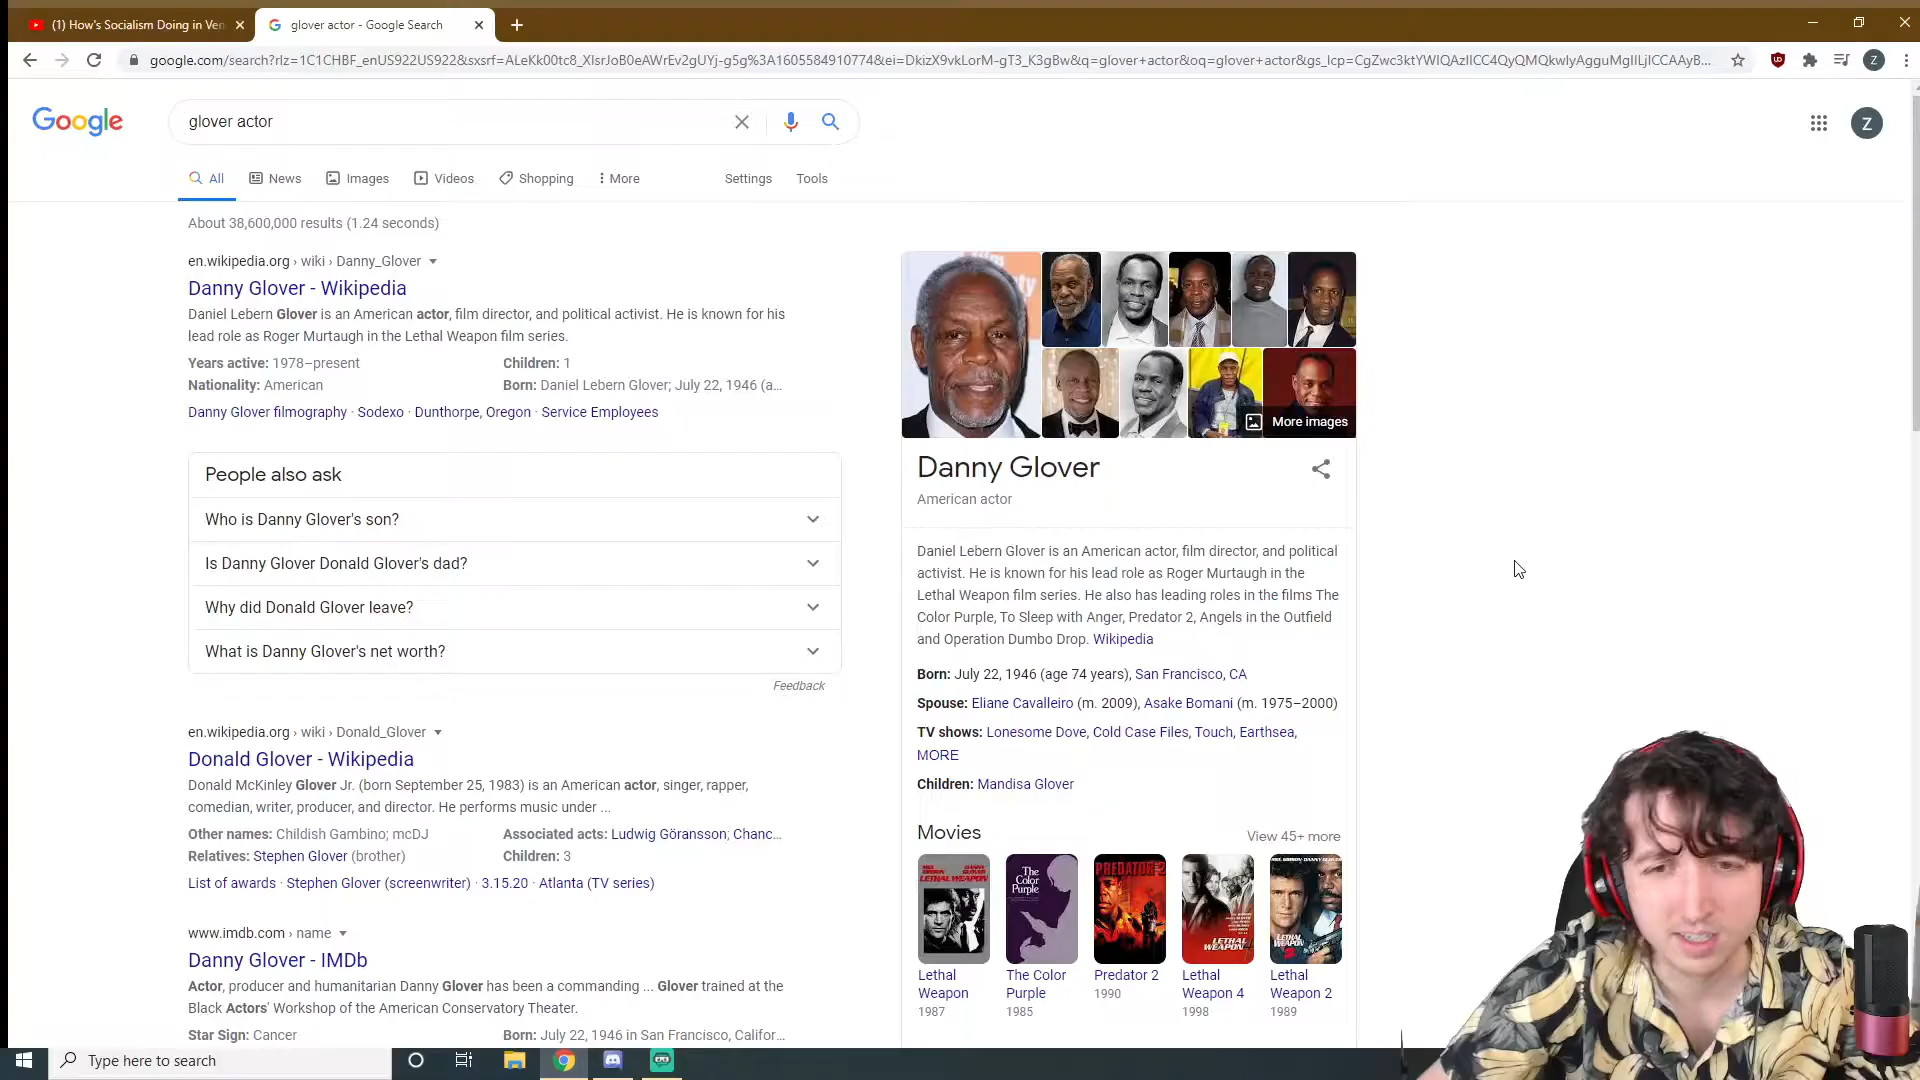 (1) How's Socialism Doing in Ven
glover actor - Google Search
google.com/search?rlz=1C1CHBF_enUS922US922&sxsrf=ALeKk00tc8_XIsrJoB0eAWrEv2gUYj-g5g%3A1605584910774&ei=DkizX9vkLorM-gT3_K3gBw&q=glover+actor&oq=glover+actor&gs_lcp=CgZwc3ktYWIQAzIICC4QyQMQkwIyAgguMgIILjICCAAyB...
Z
Google
glover actor
Z
All
News
Images
Videos
Shopping
More
Settings
Tools
About 38,600,000 results (1.24 seconds)
en.wikipedia.org › wiki › Danny_Glover
Danny Glover - Wikipedia
Daniel Lebern Glover is an American actor, film director, and political activist. He is known for his
lead role as Roger Murtaugh in the Lethal Weapon film series.
Years active: 1978–present
Children: 1
Nationality: American
Born: Daniel Lebern Glover; July 22, 1946 (a...
Danny Glover filmography · Sodexo · Dunthorpe, Oregon · Service Employees
People also ask
Who is Danny Glover's son?
Is Danny Glover Donald Glover's dad?
Why did Donald Glover leave?
What is Danny Glover's net worth?
Feedback
en.wikipedia.org › wiki › Donald_Glover
Donald Glover - Wikipedia
Donald McKinley Glover Jr. (born September 25, 1983) is an American actor, singer, rapper,
comedian, writer, producer, and director. He performs music under ...
Other names: Childish Gambino; mcDJ
Associated acts: Ludwig Göransson; Chanc...
Relatives: Stephen Glover (brother)
Children: 3
List of awards · Stephen Glover (screenwriter) · 3.15.20 · Atlanta (TV series)
www.imdb.com › name
Danny Glover - IMDb
Actor, producer and humanitarian Danny Glover has been a commanding ... Glover trained at the
Black Actors' Workshop of the American Conservatory Theater.
Star Sign: Cancer
Born: July 22, 1946 in San Francisco, Califor...
More images
Danny Glover
American actor
Daniel Lebern Glover is an American actor, film director, and political
activist. He is known for his lead role as Roger Murtaugh in the
Lethal Weapon film series. He also has leading roles in the films The
Color Purple, To Sleep with Anger, Predator 2, Angels in the Outfield
and Operation Dumbo Drop. Wikipedia
Born: July 22, 1946 (age 74 years), San Francisco, CA
Spouse: Eliane Cavalleiro (m. 2009), Asake Bomani (m. 1975–2000)
TV shows: Lonesome Dove, Cold Case Files, Touch, Earthsea,
MORE
Children: Mandisa Glover
Movies
View 45+ more
LETHAL WEAPON
The
Color
Purple
PREDATOR 2
LETHAL
WEAPON 4
LETHAL
WEAPON 2
Lethal
Weapon
1987
The Color
Purple
1985
Predator 2
1990
Lethal
Weapon 4
1998
Lethal
Weapon 2
1989
Type here to search